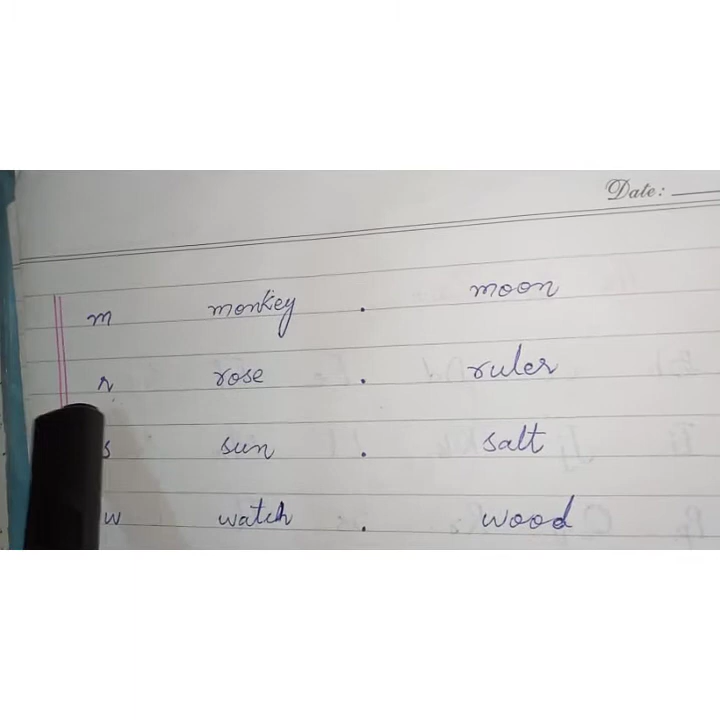 Date:
m monkey . moon
r rose . ruler
s sun . salt
w watch . wood